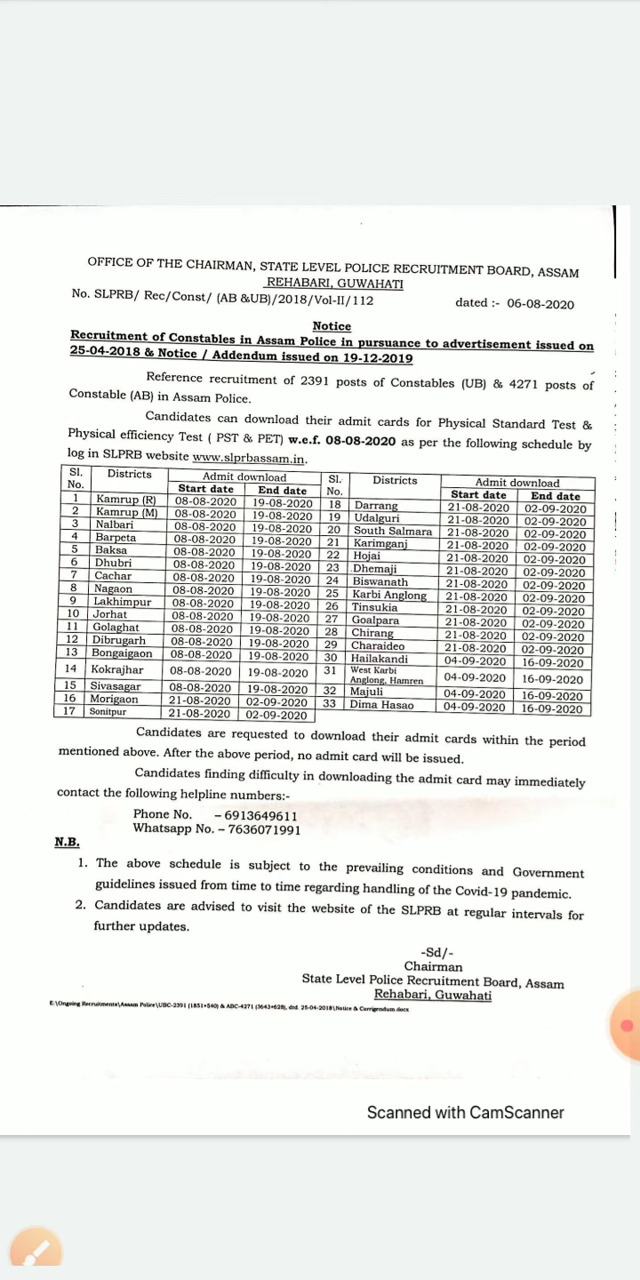 OFFICE OF THE CHAIRMAN, STATE LEVEL POLICE RECRUITMENT BOARD, ASSAM
REHABARI, GUWAHATI
No. SLPRB/ Rec/Const/ (AB &UB)/2018/Vol-II/112 dated :- 06-08-2020
Notice
Recruitment of Constables in Assam Police in pursuance to advertisement issued on
25-04-2018 & Notice / Addendum issued on 19-12-2019
Reference recruitment of 2391 posts of Constables (UB) & 4271 posts of
Constable (AB) in Assam Police.
Candidates can download their admit cards for Physical Standard Test &
Physical efficiency Test ( PST & PET) w.e.f. 08-08-2020 as per the following schedule by
log in SLPRB website www.slprbassam.in.
Sl. No. Districts Admit download Start date End date Sl. No. Districts Admit download Start date End date
1 Kamrup (R) 08-08-2020 19-08-2020 18 Darrang 21-08-2020 02-09-2020
2 Kamrup (M) 08-08-2020 19-08-2020 19 Udalguri 21-08-2020 02-09-2020
3 Nalbari 08-08-2020 19-08-2020 20 South Salmara 21-08-2020 02-09-2020
4 Barpeta 08-08-2020 19-08-2020 21 Karimganj 21-08-2020 02-09-2020
5 Baksa 08-08-2020 19-08-2020 22 Hojai 21-08-2020 02-09-2020
6 Dhubri 08-08-2020 19-08-2020 23 Dhemaji 21-08-2020 02-09-2020
7 Cachar 08-08-2020 19-08-2020 24 Biswanath 21-08-2020 02-09-2020
8 Nagaon 08-08-2020 19-08-2020 25 Karbi Anglong 21-08-2020 02-09-2020
9 Lakhimpur 08-08-2020 19-08-2020 26 Tinsukia 21-08-2020 02-09-2020
10 Jorhat 08-08-2020 19-08-2020 27 Goalpara 21-08-2020 02-09-2020
11 Golaghat 08-08-2020 19-08-2020 28 Chirang 21-08-2020 02-09-2020
12 Dibrugarh 08-08-2020 19-08-2020 29 Charaideo 21-08-2020 02-09-2020
13 Bongaigaon 08-08-2020 19-08-2020 30 Hailakandi 04-09-2020 16-09-2020
14 Kokrajhar 08-08-2020 19-08-2020 31 West Karbi Anglong, Hamren 04-09-2020 16-09-2020
15 Sivasagar 08-08-2020 19-08-2020 32 Majuli 04-09-2020 16-09-2020
16 Morigaon 21-08-2020 02-09-2020 33 Dima Hasao 04-09-2020 16-09-2020
17 Sonitpur 21-08-2020 02-09-2020
Candidates are requested to download their admit cards within the period
mentioned above. After the above period, no admit card will be issued.
Candidates finding difficulty in downloading the admit card may immediately
contact the following helpline numbers:-
Phone No. – 6913649611
Whatsapp No. – 7636071991
N.B.
1. The above schedule is subject to the prevailing conditions and Government
guidelines issued from time to time regarding handling of the Covid-19 pandemic.
2. Candidates are advised to visit the website of the SLPRB at regular intervals for
further updates.
-Sd/-
Chairman
State Level Police Recruitment Board, Assam
Rehabari, Guwahati
E:\Ongoing Recruitments\Assam Police\UBC-2391 (1851+540) & ABC-4271 (3643+628), dtd. 25-04-2018\Notice & Corrigendum.docx
Scanned with CamScanner